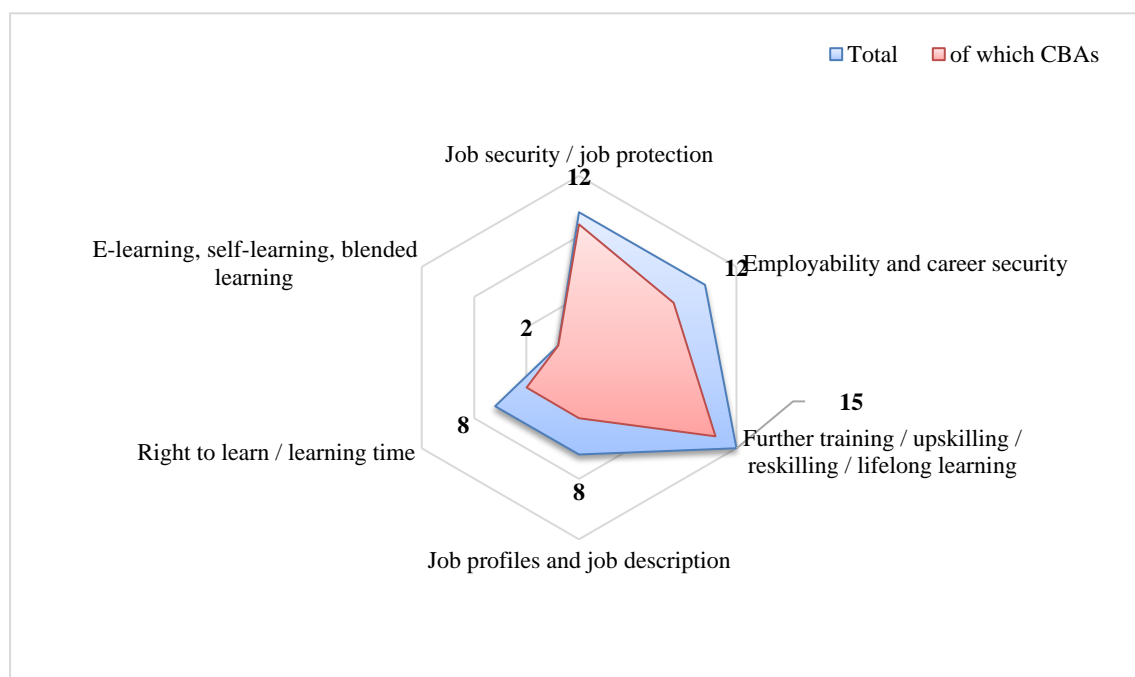 Total of which CBAs
Job security / job protection
12
E-learning, self-learning, blended
learning
12
Employability and career security
2
15
Further training / upskilling /
reskilling / lifelong learning
8
Right to learn / learning time
8
Job profiles and job description